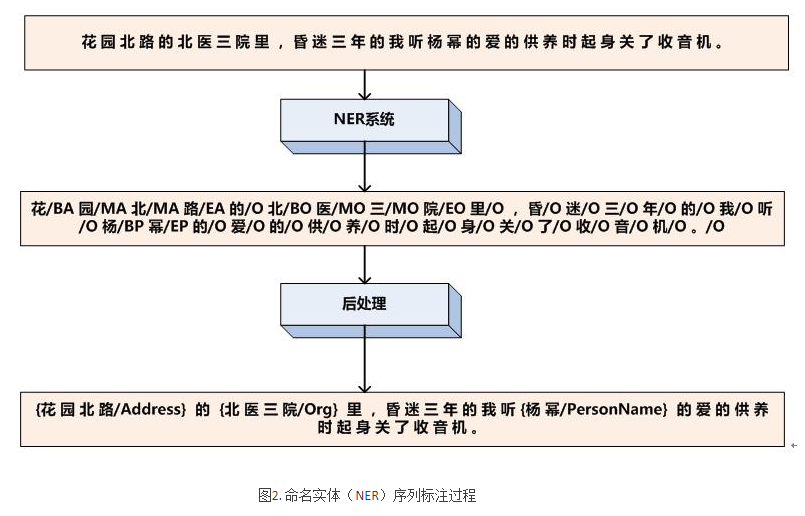 花园北路的北医三院里，昏迷三年的我听杨幂的爱的供养时起身关了收音机。
NER系统
花/BA 园/MA 北/MA 路/EA 的/O 北/BO 医/MO 三/MO 院/EO 里/O ，昏/O 迷/O 三/O 年/O 的/O 我/O 听
/O 杨/BP 幂/EP 的/O 爱/O 的/O 供/O 养/O 时/O 起/O 身/O 关/O 了/O 收/O 音/O 机/O 。/O
后处理
{花园北路/Address} 的 {北医三院/Org} 里，昏迷三年的我听{杨幂/PersonName} 的爱的供养
时起身关了收音机。
图2. 命名实体（NER）序列标注过程